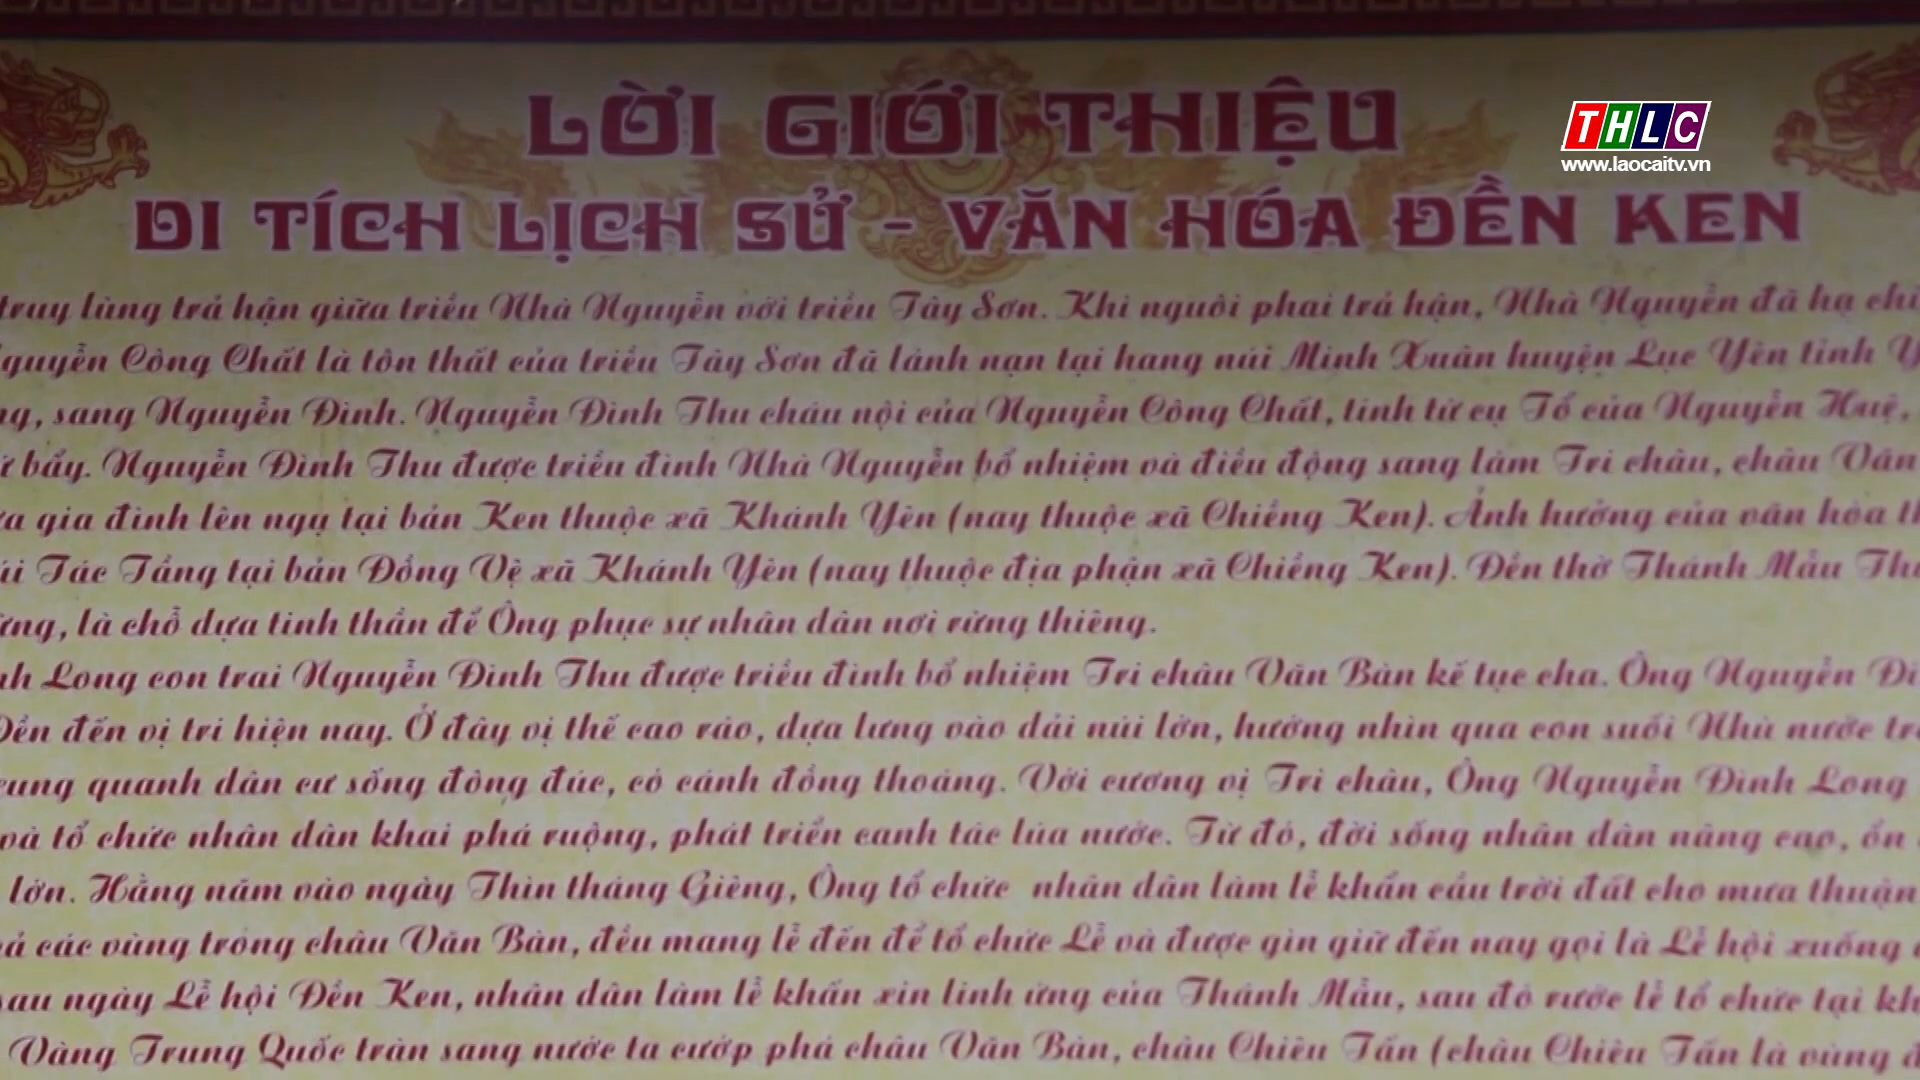 LỜI GIỚI THIỆU
THLC
www.laocaitv.vn
DI TÍCH LỊCH SỬ - VĂN HÓA ĐỀN KEN
truy lùng trả hận giữa triều Nhà Nguyễn với triều Tây Sơn. Khi nguôi phai trả hận, Nhà Nguyễn đã hạ
Nguyễn Công Chất là tôn thất của triều Tây Sơn đã lánh nạn tại hang núi Minh Xuân huyện Lục Yên tỉnh
sang Nguyễn Đình. Nguyễn Đình Thu cháu nội của Nguyễn Công Chất, tính từ cụ Tổ của Nguyễn Huệ,
bẩy. Nguyễn Đình Thu được triều đình Nhà Nguyễn bổ nhiệm và điều động sang làm Tri châu, châu Văn
gia đình lên ngụ tại bản Ken thuộc xã Khánh Yên (nay thuộc xã Chiềng Ken). Ảnh hưởng của văn hóa
Tác Tầng tại bản Đồng Vệ xã Khánh Yên (nay thuộc địa phận xã Chiềng Ken). Đền thờ Thánh Mẫu
là chỗ dựa tinh thần để Ông phục sự nhân dân nơi rừng thiêng.
Long con trai Nguyễn Đình Thu được triều đình bổ nhiệm Tri châu Văn Bàn kế tục cha. Ông Nguyễn
Đền đến vị trí hiện nay. Ở đây vị thế cao ráo, dựa lưng vào dải núi lớn, hướng nhìn qua con suối Nhù nước
cung quanh dân cư sống đông đúc, có cánh đồng thoáng. Với cương vị Tri châu, Ông Nguyễn Đình Long
và tổ chức nhân dân khai phá ruộng, phát triển canh tác lúa nước. Từ đó, đời sống nhân dân nâng cao, ổn
lớn. Hằng năm vào ngày Thìn tháng Giêng, Ông tổ chức nhân dân làm lễ khấn cầu trời đất cho mưa thuận
các vùng trong châu Văn Bàn, đều mang lễ đến để tổ chức Lễ và được gìn giữ đến nay gọi là Lễ hội xuống
sau ngày Lễ hội Đền Ken, nhân dân làm lễ khấn xin linh ứng của Thánh Mẫu, sau đó rước lễ tổ chức tại
Vàng Trung Quốc tràn sang nước ta cướp phá châu Văn Bàn, châu Chiêu Tấn (châu Chiêu Tấn là vùng